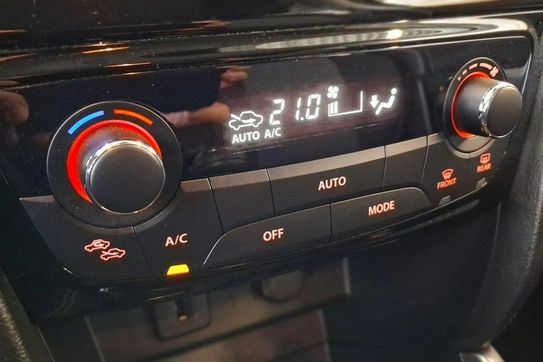 21.0
AUTO A/C
AUTO
FRONT
REAR
A/C
OFF
MODE